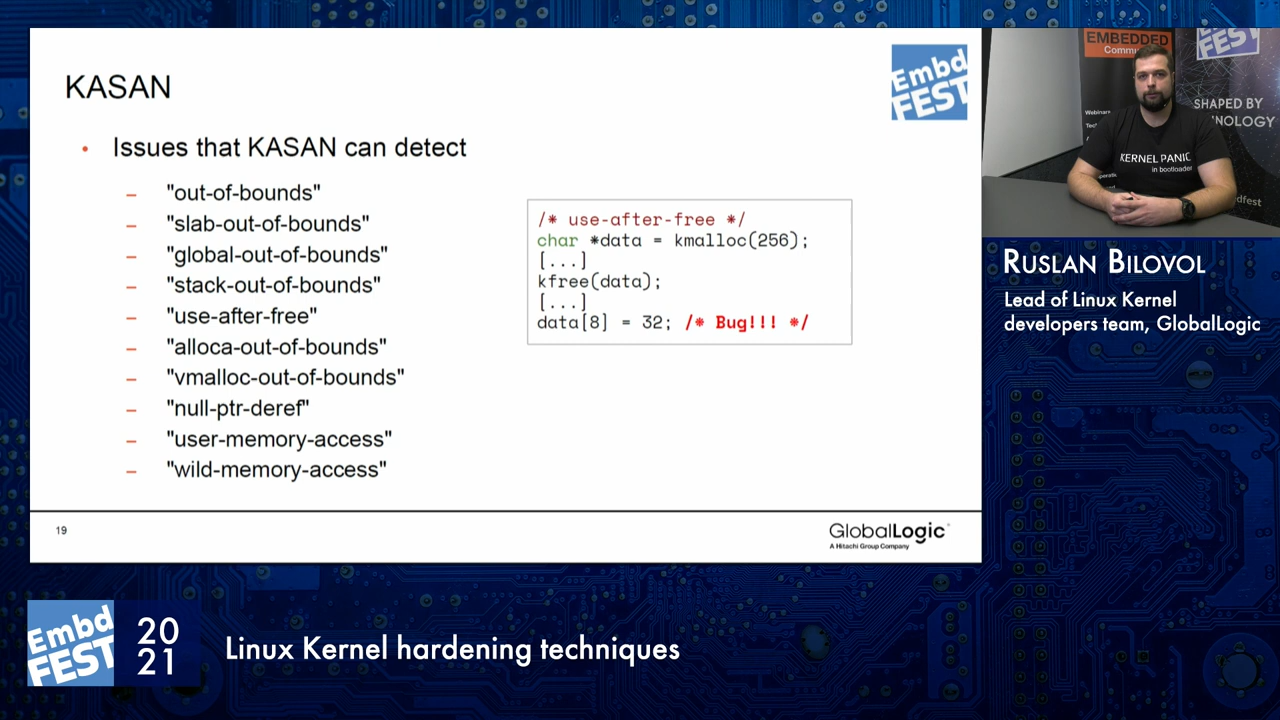 KASAN
Embd
FEST
• Issues that KASAN can detect
– "out-of-bounds"
– "slab-out-of-bounds"
– "global-out-of-bounds"
– "stack-out-of-bounds"
– "use-after-free"
– "alloca-out-of-bounds"
– "vmalloc-out-of-bounds"
– "null-ptr-deref"
– "user-memory-access"
– "wild-memory-access"
/* use-after-free */
char *data = kmalloc(256);
[...]
kfree(data);
[...]
data[8] = 32; /* Bug!!! */
19
GlobalLogic
A Hitachi Group Company
EMBEDDED
FEST
SHAPED BY
KERNEL PANIC
in bootloader
Webinars
RUSLAN BILOVOL
Lead of Linux Kernel
developers team, GlobalLogic
Embd
FEST
20
21
Linux Kernel hardening techniques